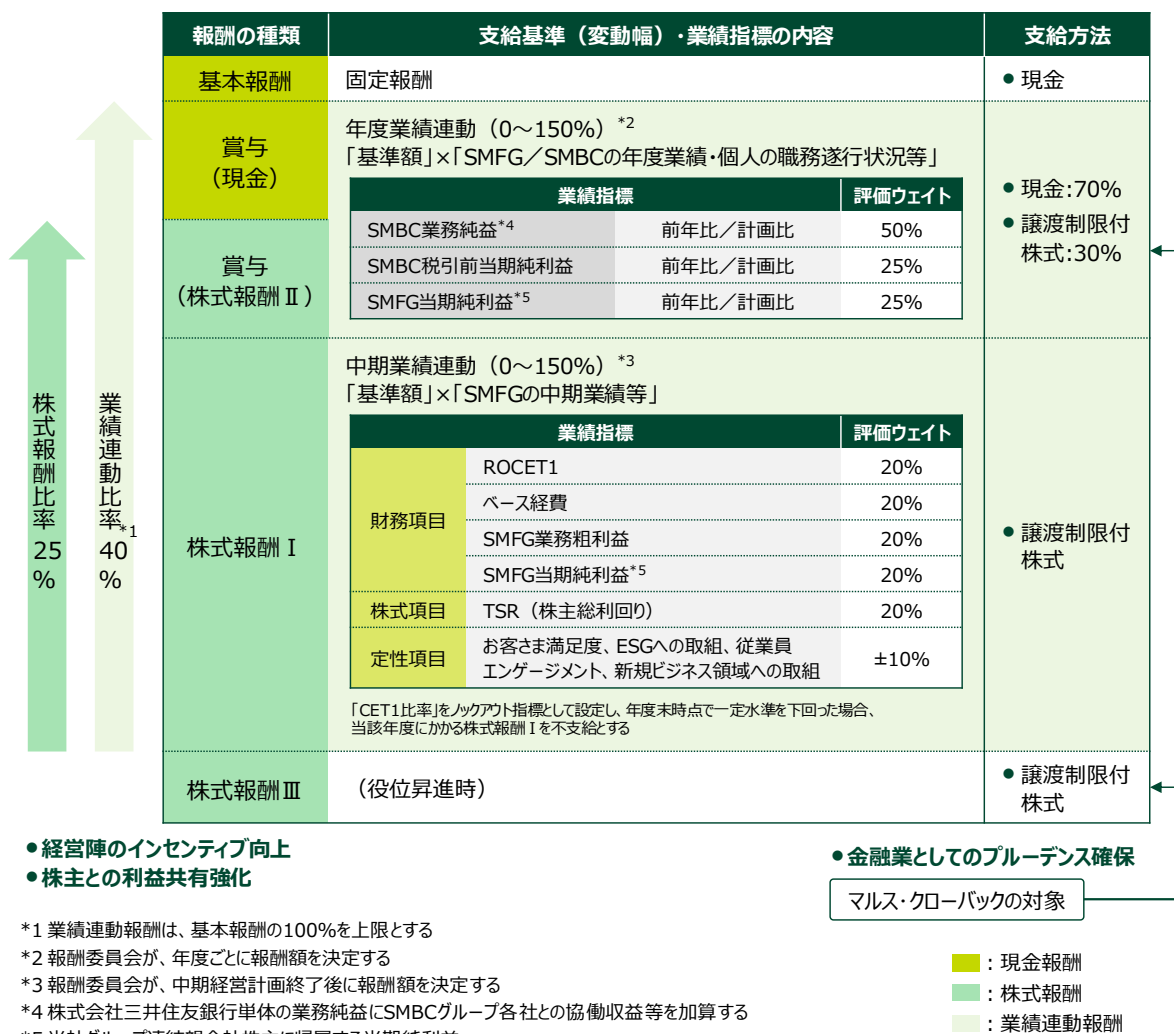 報酬の種類 支給基準（変動幅）・業績指標の内容 支給方法
基本報酬 固定報酬 ●現金
賞与
（現金）
年度業績連動（0～150%）*2
「基準額」×「SMFG／SMBCの年度業績・個人の職務遂行状況等」
業績指標 評価ウェイト
SMBC業務純益*4 前年比／計画比 50%
SMBC税引前当期純利益 前年比／計画比 25%
SMFG当期純利益*5 前年比／計画比 25%
賞与
（株式報酬Ⅱ）
●現金:70%
●譲渡制限付
株式:30%
中期業績連動（0～150%）*3
「基準額」×「SMFGの中期業績等」
業績指標 評価ウェイト
財務項目
ROCET1 20%
ベース経費 20%
SMFG業務粗利益 20%
SMFG当期純利益*5 20%
株式項目 TSR（株主総利回り） 20%
定性項目
お客さま満足度、ESGへの取組、従業員
エンゲージメント、新規ビジネス領域への取組
±10%
「CET1比率」をノックアウト指標として設定し、年度末時点で一定水準を下回った場合、
当該年度にかかる株式報酬Ⅰを不支給とする
株式報酬Ⅰ
●譲渡制限付
株式
株式報酬Ⅲ （役位昇進時）
●譲渡制限付
株式
株式報酬比率25%
業績連動比率*140%
●経営陣のインセンティブ向上
●株主との利益共有強化
●金融業としてのプルーデンス確保
マルス・クローバックの対象
*1 業績連動報酬は、基本報酬の100%を上限とする
*2 報酬委員会が、年度ごとに報酬額を決定する
*3 報酬委員会が、中期経営計画終了後に報酬額を決定する
*4 株式会社三井住友銀行単体の業務純益にSMBCグループ各社との協働収益等を加算する
：現金報酬
：株式報酬
：業績連動報酬